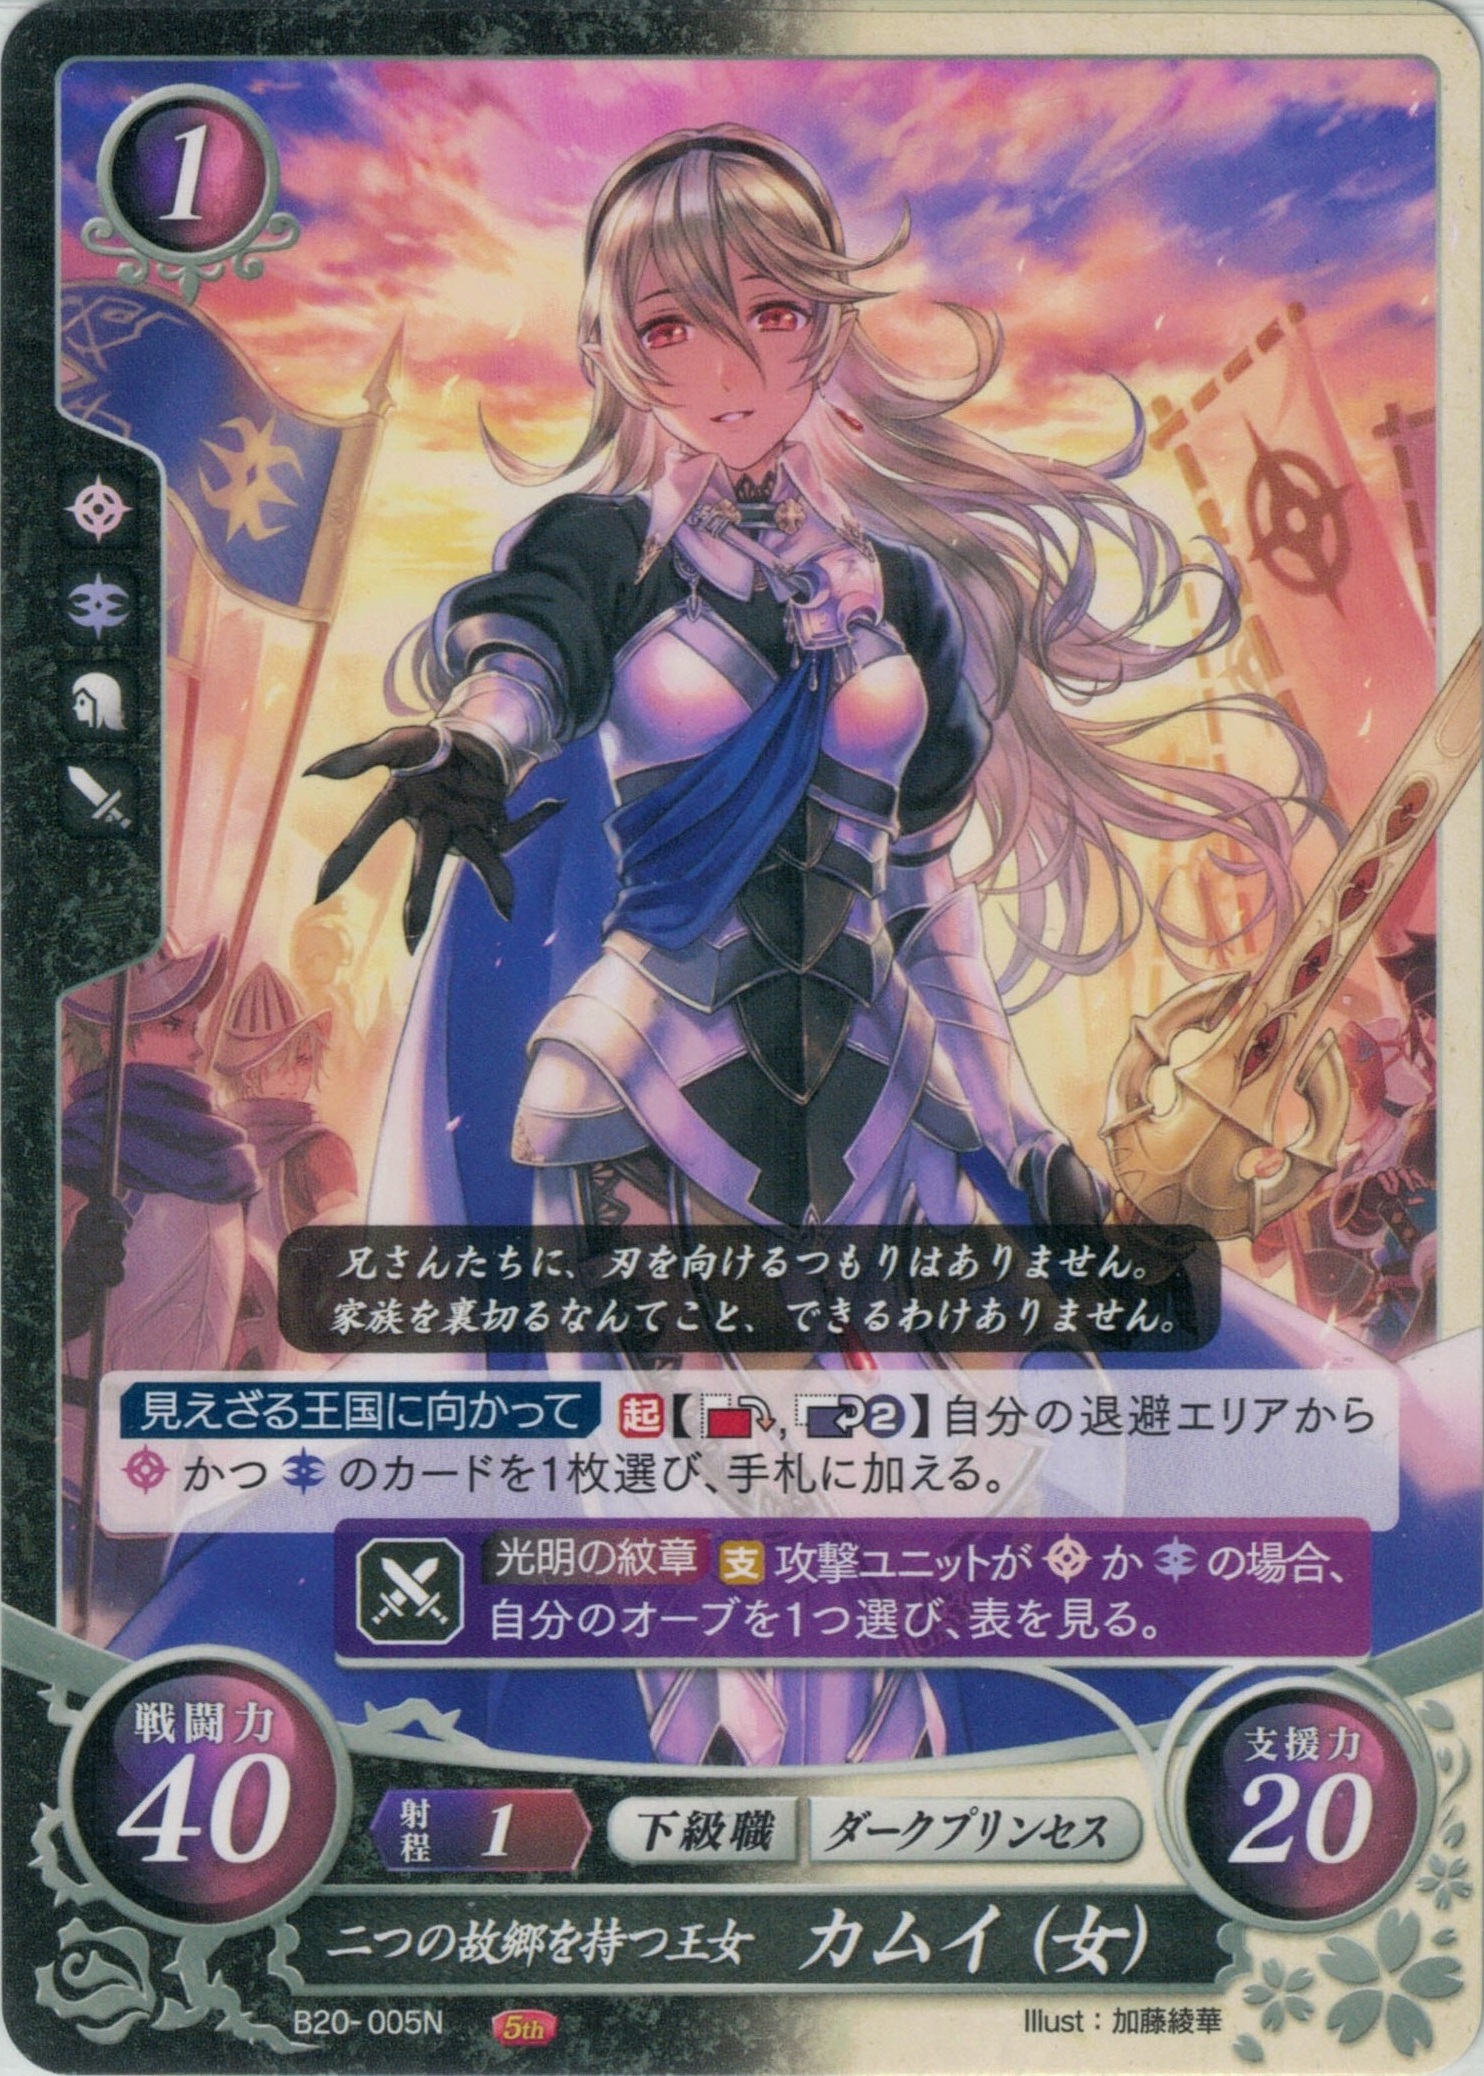 1
兄さんたちに、刃を向けるつもりはありません。
家族を裏切るなんてこと、できるわけありません。
見えざる王国に向かって 起【 , 2】自分の退避エリアから
かつ のカードを1枚選び、手札に加える。
光明の紋章 支 攻撃ユニットが か の場合、
自分のオーブを1つ選び、表を見る。
戦闘力
40
射程 1
下級職 ダークプリンセス
支援力
20
二つの故郷を持つ王女 カムイ(女)
B20-005N 5th Illust:加藤綾華